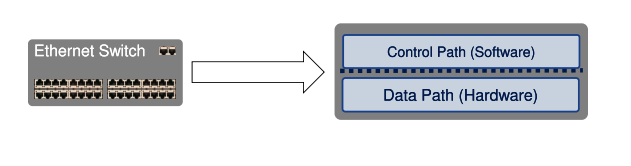 Ethernet Switch
Control Path (Software)
Data Path (Hardware)